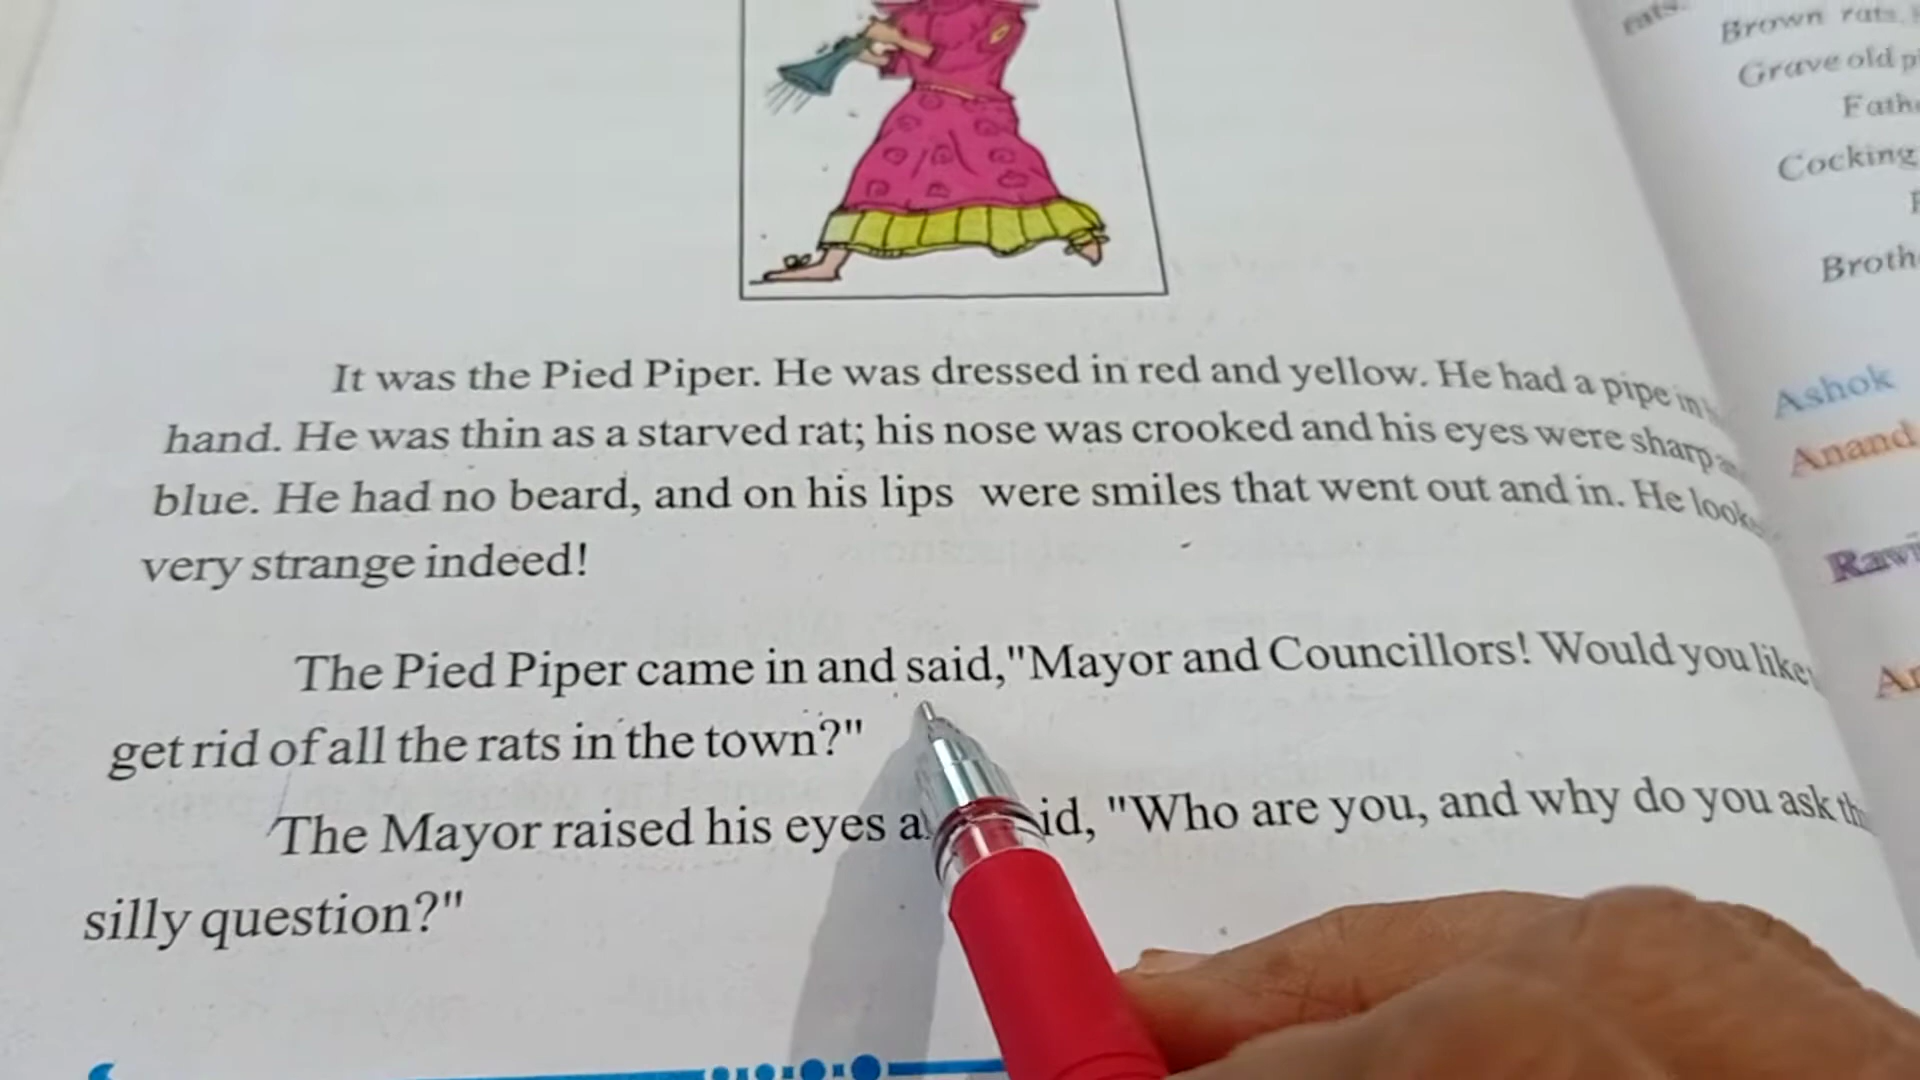 It was the Pied Piper. He was dressed in red and yellow. He had a pipe in
hand. He was thin as a starved rat; his nose was crooked and his eyes were sharp
blue. He had no beard, and on his lips were smiles that went out and in. He
very strange indeed!
The Pied Piper came in and said,"Mayor and Councillors! Would you like
get rid of all the rats in the town?"
The Mayor raised his eyes a id, "Who are you, and why do you ask
silly question?"
rats.
Brown rats,
Grave old
Cocking
Ashok
Anand